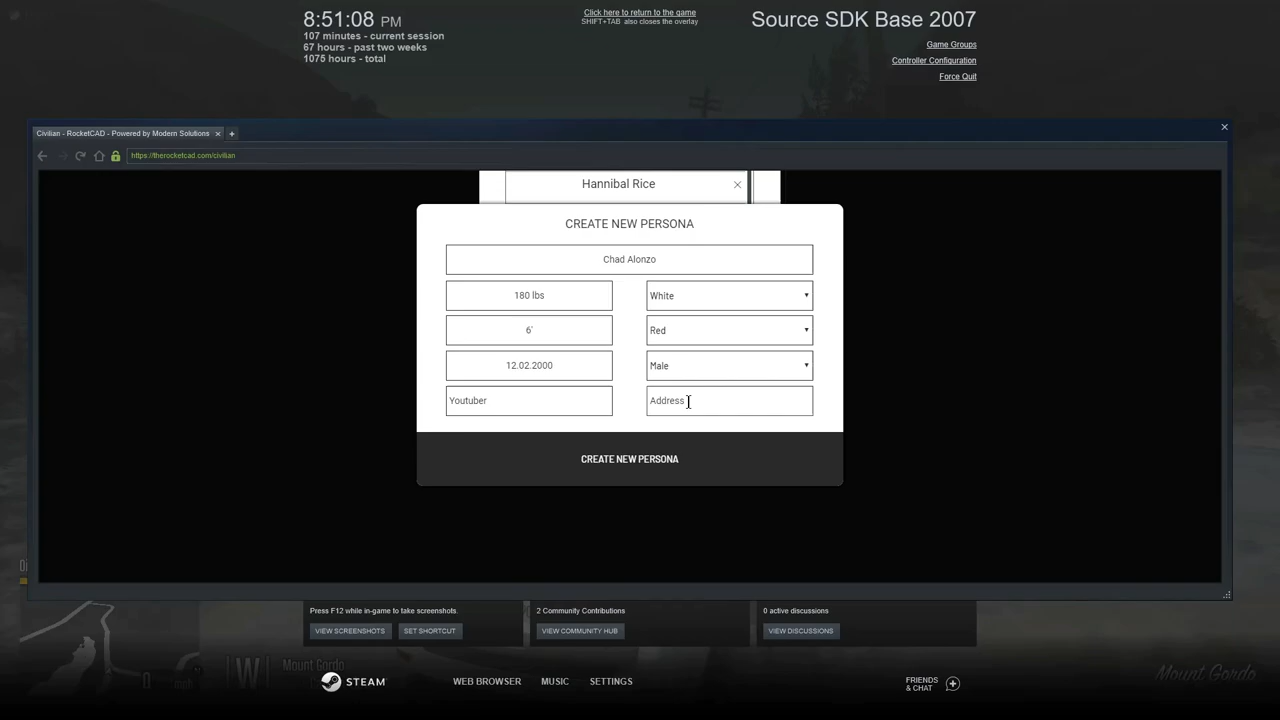 8:51:08 PM
107 minutes - current session
67 hours - past two weeks
1075 hours - total
Click here to return to the game
SHIFT+TAB also closes the overlay
Source SDK Base 2007
Game Groups
Controller Configuration
Force Quit
Civilian - RocketCAD - Powered by Modern Solutions
https://therocketcad.com/civilian
Hannibal Rice
CREATE NEW PERSONA
Chad Alonzo
180 lbs
White
6'
Red
12.02.2000
Male
Youtuber
Address
CREATE NEW PERSONA
Press F12 while in-game to take screenshots.
VIEW SCREENSHOTS
SET SHORTCUT
2 Community Contributions
VIEW COMMUNITY HUB
0 active discussions
VIEW DISCUSSIONS
W
Mount Gordo
0 mph
STEAM
WEB BROWSER
MUSIC
SETTINGS
FRIENDS
& CHAT
Mount Gordo